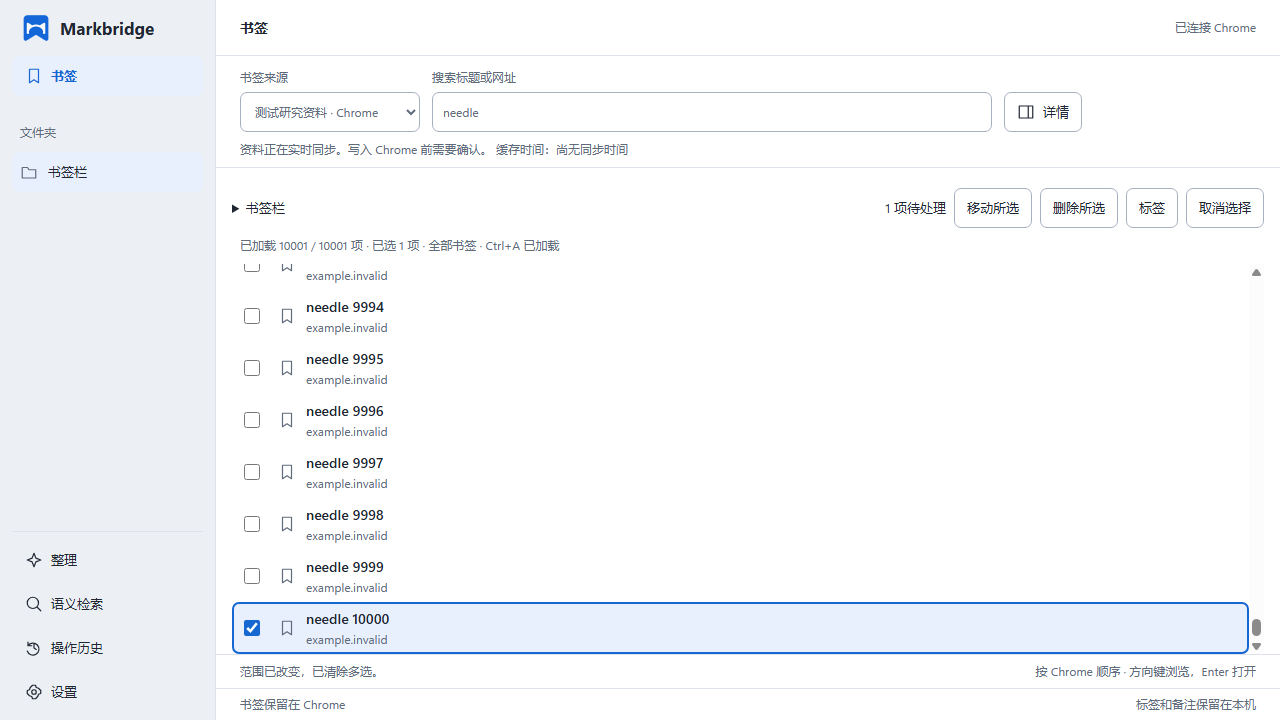 Markbridge
书签
文件夹
书签栏
整理
语义检索
操作历史
设置
书签
已连接 Chrome
书签来源
搜索标题或网址
测试研究资料 · Chrome
needle
详情
资料正在实时同步。写入 Chrome 前需要确认。 缓存时间：尚无同步时间
书签栏
1 项待处理
移动所选
删除所选
标签
取消选择
已加载 10001 / 10001 项 · 已选 1 项 · 全部书签 · Ctrl+A 已加载
example.invalid
needle 9994
example.invalid
needle 9995
example.invalid
needle 9996
example.invalid
needle 9997
example.invalid
needle 9998
example.invalid
needle 9999
example.invalid
needle 10000
example.invalid
范围已改变，已清除多选。
按 Chrome 顺序 · 方向键浏览，Enter 打开
书签保留在 Chrome
标签和备注保留在本机